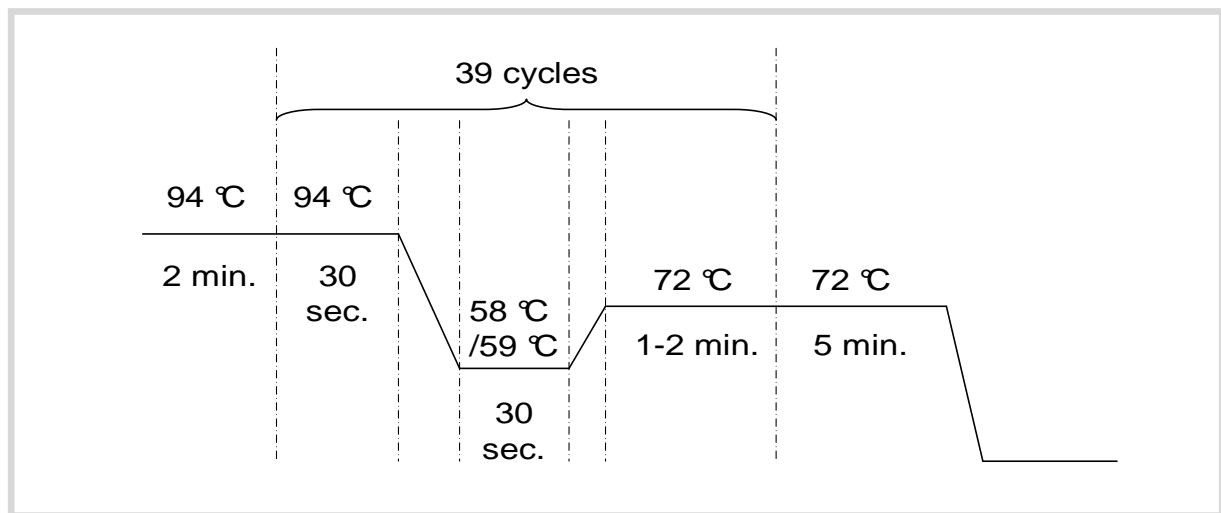 39 cycles
94 °C
94 °C
2 min.
30
sec.
58 °C
/59 °C
30
sec.
72 °C
1-2 min.
72 °C
5 min.